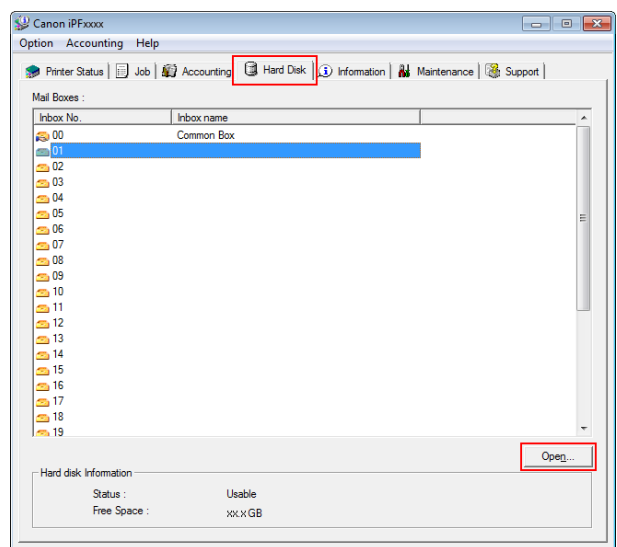 Canon iPFxxxx
Option Accounting Help
Printer Status Job Accounting Hard Disk Information Maintenance Support
Mail Boxes :
Inbox No. Inbox name
00 Common Box
01
02
03
04
05
06
07
08
09
10
11
12
13
14
15
16
17
18
19
Open...
Hard disk Information
Status : Usable
Free Space : xx.x GB